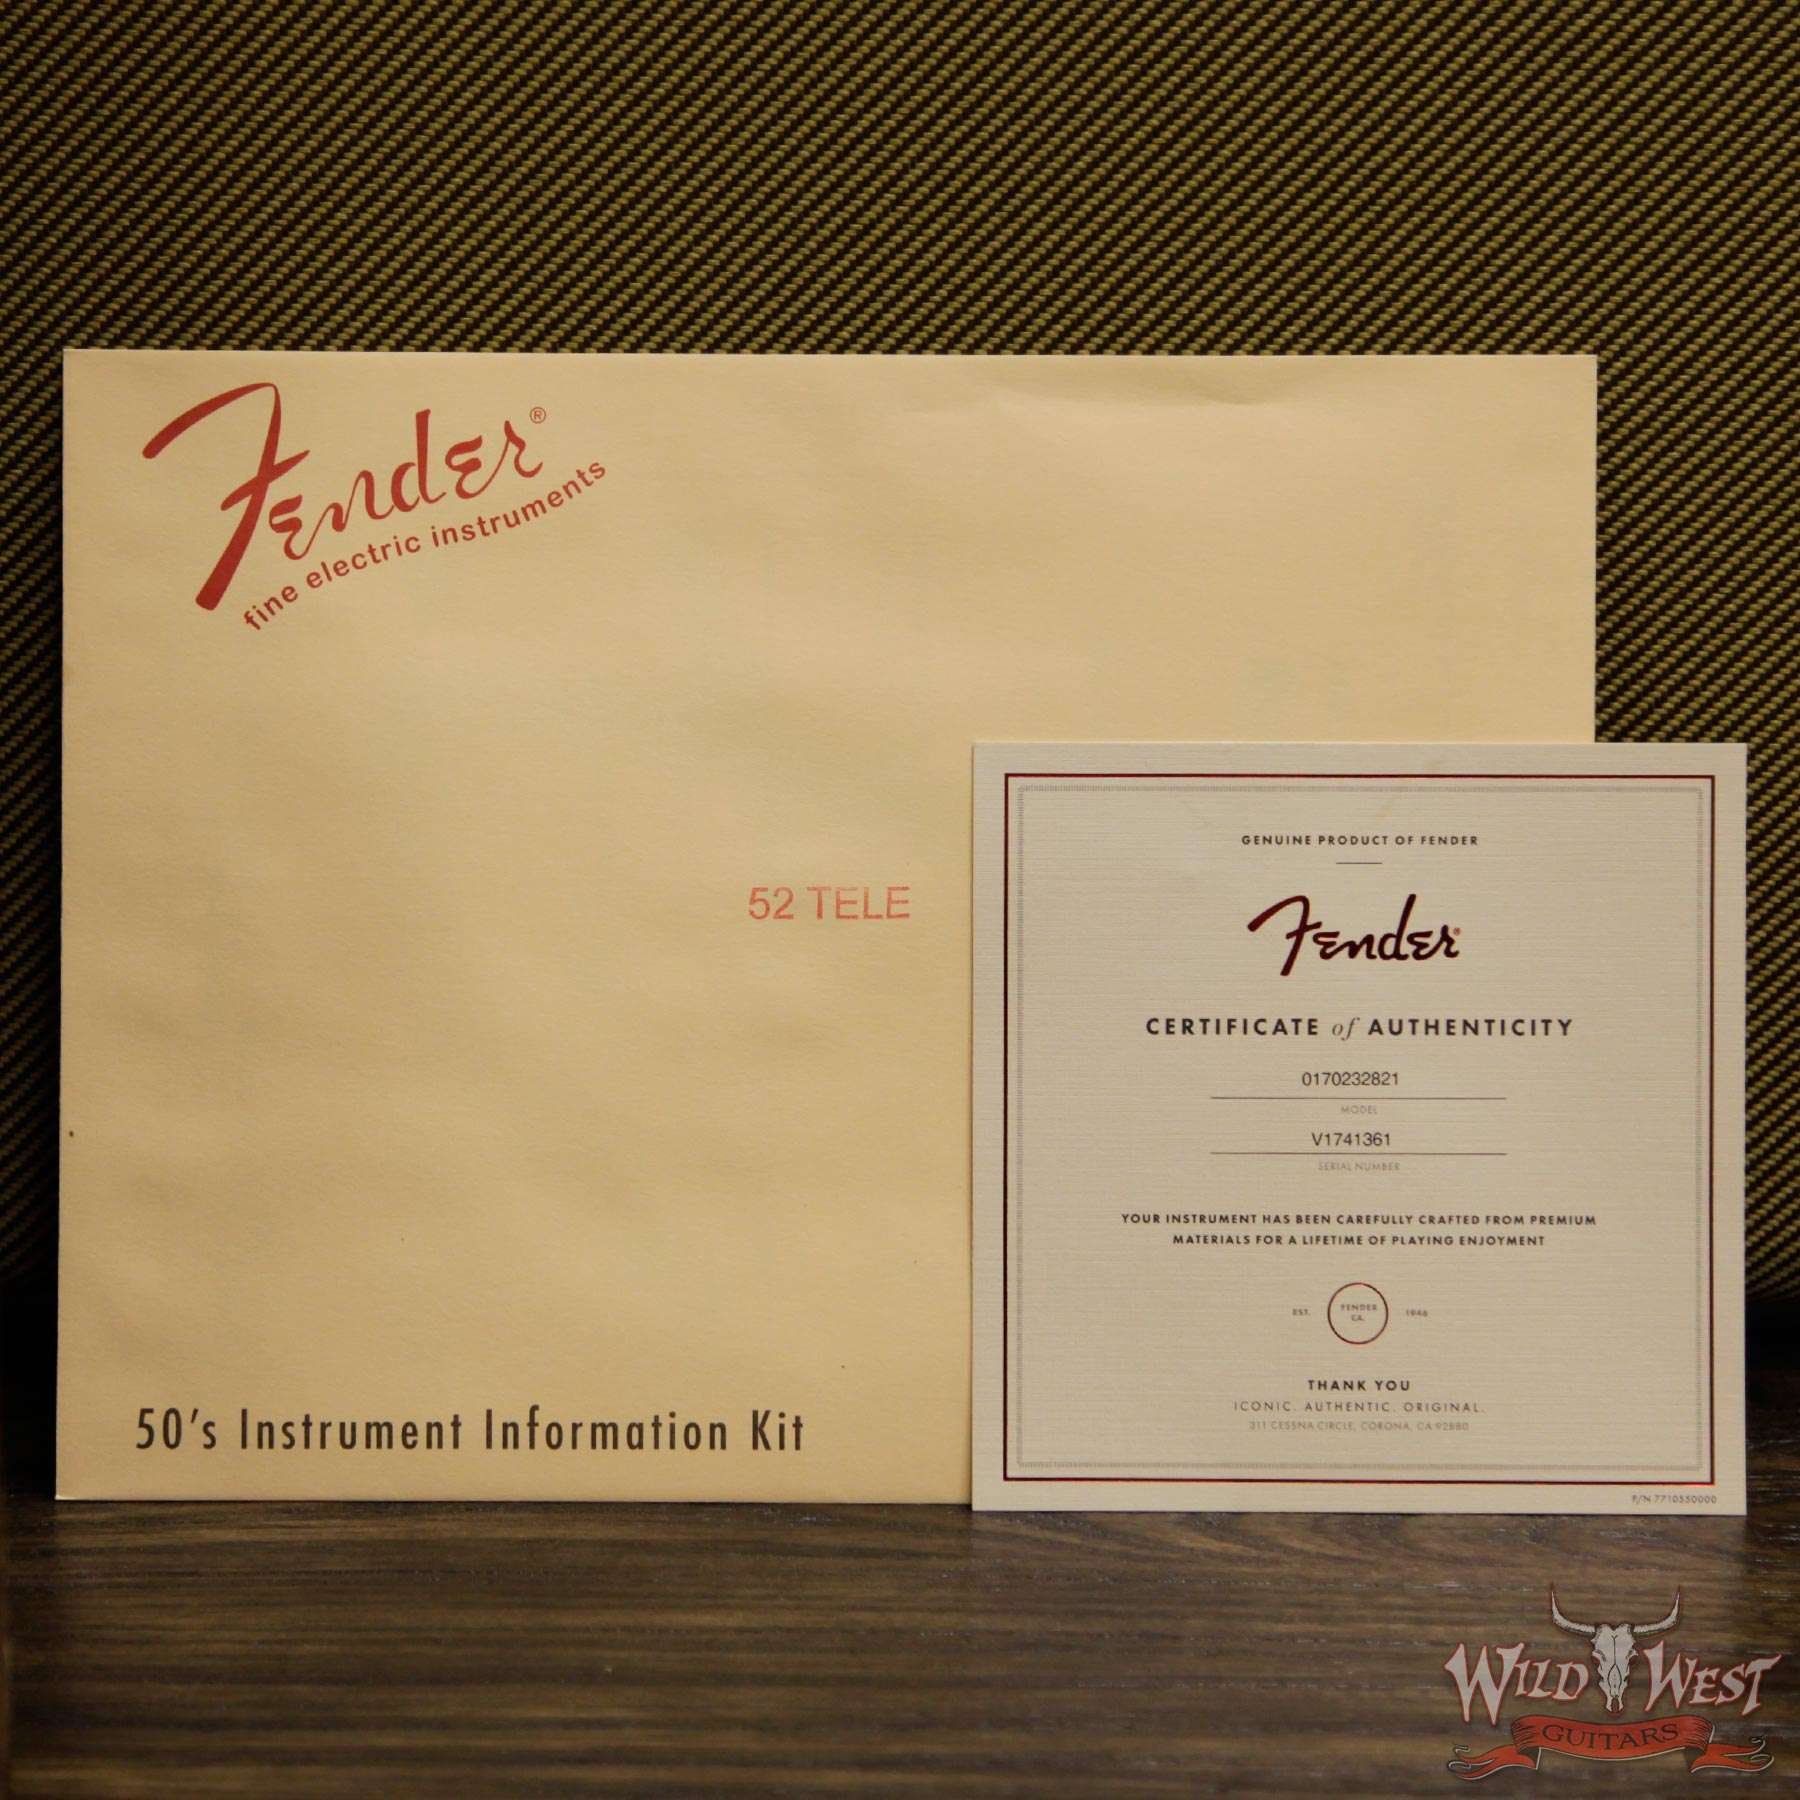 Fender®
fine electric instruments
52 TELE
50's Instrument Information Kit
GENUINE PRODUCT OF FENDER
Fender®
CERTIFICATE of AUTHENTICITY
0170232821
MODEL
V1741361
SERIAL NUMBER
YOUR INSTRUMENT HAS BEEN CAREFULLY CRAFTED FROM PREMIUM
MATERIALS FOR A LIFETIME OF PLAYING ENJOYMENT
EST. FENDER CA. 1946
THANK YOU
ICONIC. AUTHENTIC. ORIGINAL.
311 CESSNA CIRCLE, CORONA, CA 92880
P/N 7710550000
WILD WEST
GUITARS